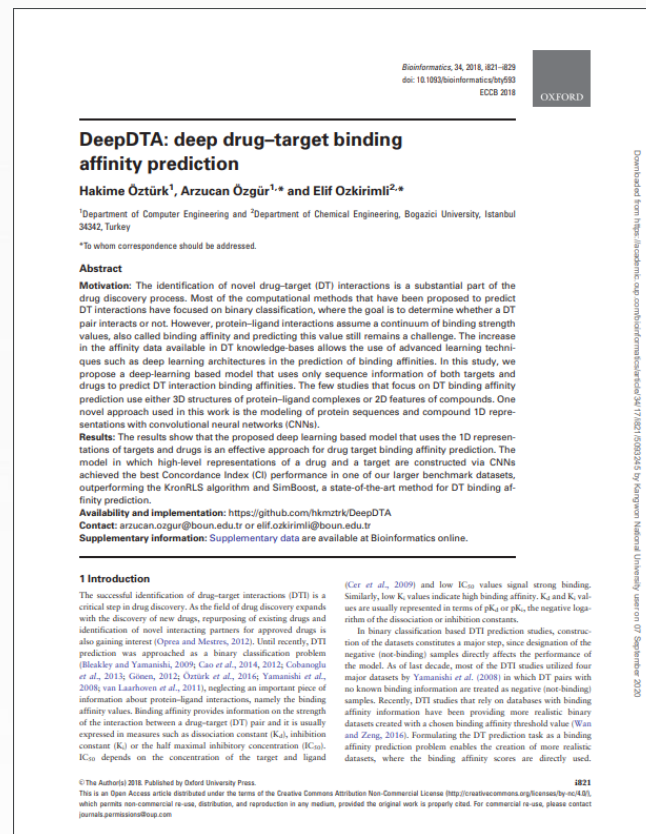 Bioinformatics, 34, 2018, i821–i829
doi: 10.1093/bioinformatics/bty593
ECCB 2018
OXFORD
DeepDTA: deep drug–target binding
affinity prediction
Hakime Öztürk1, Arzucan Özgür1,* and Elif Ozkirimli2,*
1Department of Computer Engineering and 2Department of Chemical Engineering, Bogazici University, Istanbul
34342, Turkey
*To whom correspondence should be addressed.
Abstract
Motivation: The identification of novel drug–target (DT) interactions is a substantial part of the
drug discovery process. Most of the computational methods that have been proposed to predict
DT interactions have focused on binary classification, where the goal is to determine whether a DT
pair interacts or not. However, protein–ligand interactions assume a continuum of binding strength
values, also called binding affinity and predicting this value still remains a challenge. The increase
in the affinity data available in DT knowledge-bases allows the use of advanced learning techniques
such as deep learning architectures in the prediction of binding affinities. In this study, we
propose a deep-learning based model that uses only sequence information of both targets and
drugs to predict DT interaction binding affinities. The few studies that focus on DT binding affinity
prediction use either 3D structures of protein–ligand complexes or 2D features of compounds. One
novel approach used in this work is the modeling of protein sequences and compound 1D repre-
sentations with convolutional neural networks (CNNs).
Results: The results show that the proposed deep learning based model that uses the 1D represen-
tations of targets and drugs is an effective approach for drug target binding affinity prediction. The
model in which high-level representations of a drug and a target are constructed via CNNs
achieved the best Concordance Index (CI) performance in one of our larger benchmark datasets,
outperforming the KronRLS algorithm and SimBoost, a state-of-the-art method for DT binding af-
finity prediction.
Availability and implementation: https://github.com/hkmztrk/DeepDTA
Contact: arzucan.ozgur@boun.edu.tr or elif.ozkirimli@boun.edu.tr
Supplementary information: Supplementary data are available at Bioinformatics online.
1 Introduction
The successful identification of drug–target interactions (DTI) is a
critical step in drug discovery. As the field of drug discovery expands
with the discovery of new drugs, repurposing of existing drugs and
identification of novel interacting partners for approved drugs is
also gaining interest (Oprea and Mestres, 2012). Until recently, DTI
prediction was approached as a binary classification problem
(Bleakley and Yamanishi, 2009; Cao et al., 2014, 2012; Cobanoglu
et al., 2013; Gönen, 2012; Öztürk et al., 2016; Yamanishi et al.,
2008; van Laarhoven et al., 2011), neglecting an important piece of
information about protein–ligand interactions, namely the binding
affinity values. Binding affinity provides information on the strength
of the interaction between a drug–target (DT) pair and it is usually
expressed in measures such as dissociation constant (Kd), inhibition
constant (Ki) or the half maximal inhibitory concentration (IC50).
IC50 depends on the concentration of the target and ligand
(Cer et al., 2009) and low IC50 values signal strong binding.
Similarly, low Ki values indicate high binding affinity. Kd and Ki val-
ues are usually represented in terms of pKd or pKi, the negative loga-
rithm of the dissociation or inhibition constants.
In binary classification based DTI prediction studies, construc-
tion of the datasets constitutes a major step, since designation of the
negative (not-binding) samples directly affects the performance of
the model. As of last decade, most of the DTI studies utilized four
major datasets by Yamanishi et al. (2008) in which DT pairs with
no known binding information are treated as negative (not-binding)
samples. Recently, DTI studies that rely on databases with binding
affinity information have been providing more realistic binary
datasets created with a chosen binding affinity threshold value (Wan
and Zeng, 2016). Formulating the DT prediction task as a binding
affinity prediction problem enables the creation of more realistic
datasets, where the binding affinity scores are directly used.
© The Author(s) 2018. Published by Oxford University Press.
i821
This is an Open Access article distributed under the terms of the Creative Commons Attribution Non-Commercial License (http://creativecommons.org/licenses/by-nc/4.0/),
which permits non-commercial re-use, distribution, and reproduction in any medium, provided the original work is properly cited. For commercial re-use, please contact
journals.permissions@oup.com
Downloaded from https://academic.oup.com/bioinformatics/article/34/17/i821/5093245 by Kangwon National University user on 07 September 2020